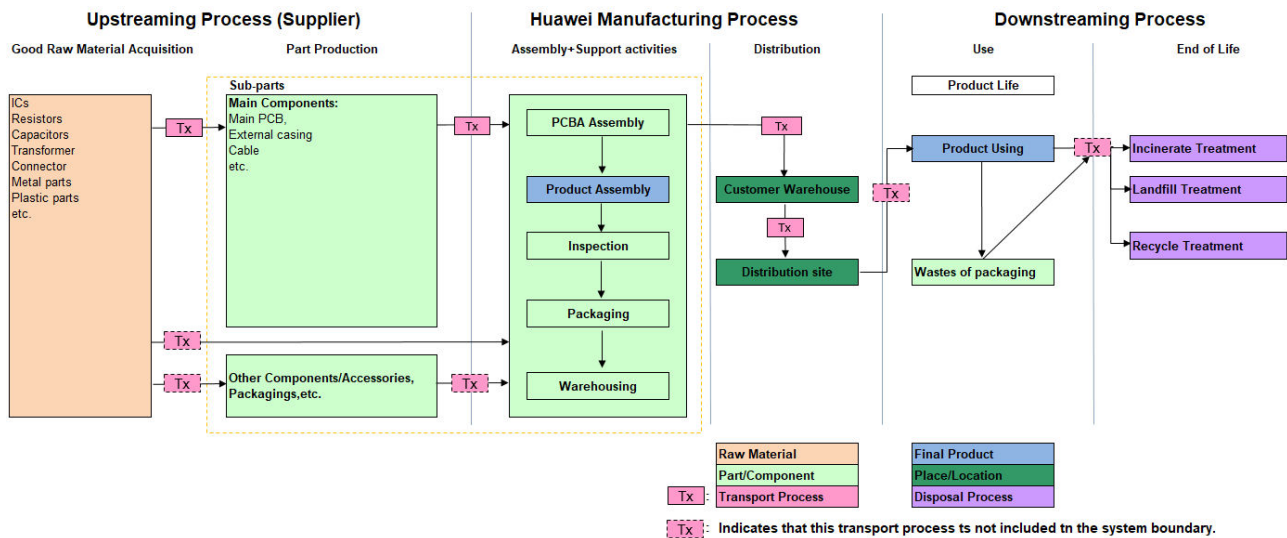 Upstreaming Process (Supplier)
Huawei Manufacturing Process
Downstreaming Process
Good Raw Material Acquisition
Part Production
Assembly+Support activities
Distribution
Use
End of Life
ICs
Resistors
Capacitors
Transformer
Connector
Metal parts
Plastic parts
etc.
Tx
Sub-parts
Main Components:
Main PCB,
External casing
Cable
etc.
Tx
Tx
Tx
Other Components/Accessories,
Packagings,etc.
Tx
PCBA Assembly
Product Assembly
Inspection
Packaging
Warehousing
Tx
Customer Warehouse
Tx
Distribution site
Tx
Product Life
Product Using
Wastes of packaging
Tx
Incinerate Treatment
Landfill Treatment
Recycle Treatment
Raw Material
Final Product
Part/Component
Place/Location
Tx : Transport Process
Disposal Process
Tx : Indicates that this transport process ts not included tn the system boundary.